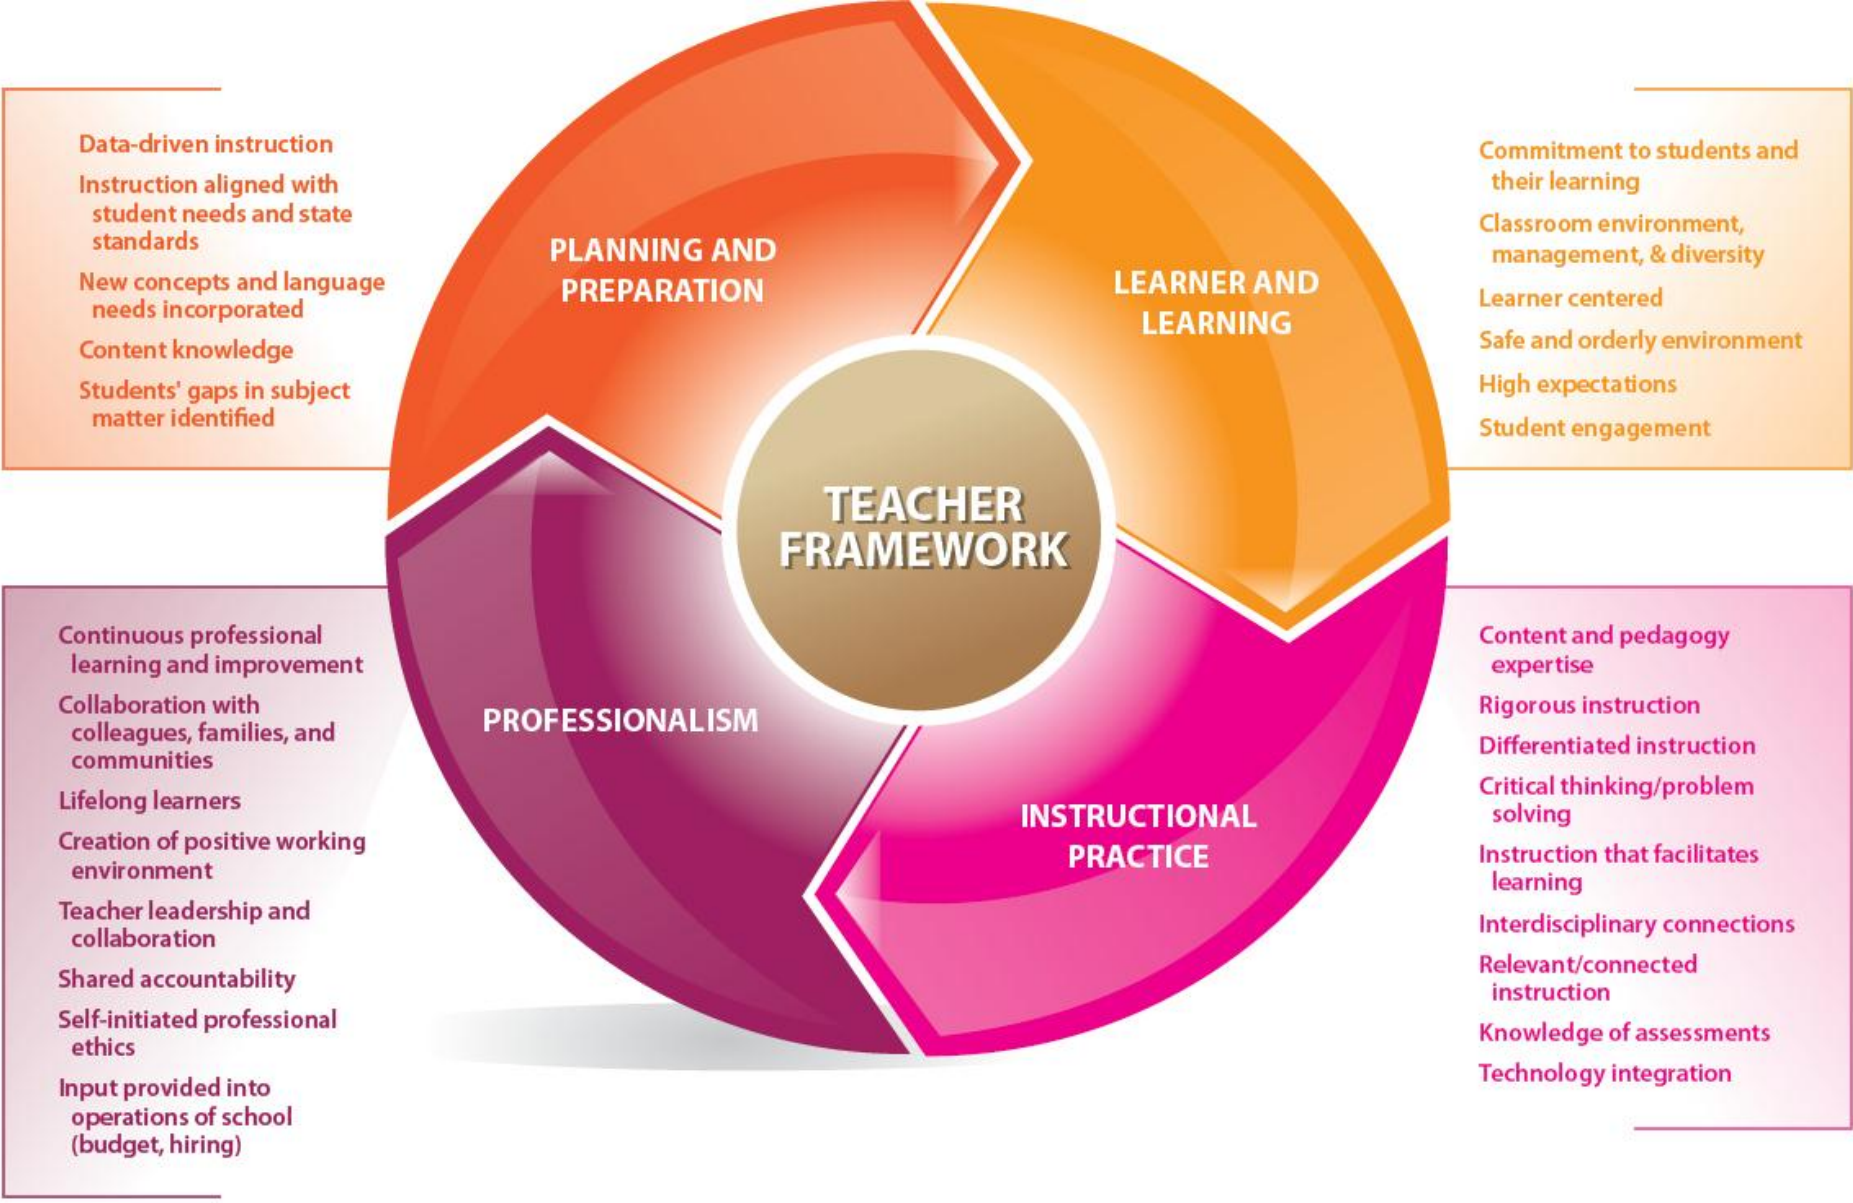 Data-driven instruction
Instruction aligned with
student needs and state
standards
New concepts and language
needs incorporated
Content knowledge
Students' gaps in subject
matter identified
PLANNING AND
PREPARATION
LEARNER AND
LEARNING
Commitment to students and
their learning
Classroom environment,
management, & diversity
Learner centered
Safe and orderly environment
High expectations
Student engagement
TEACHER
FRAMEWORK
Continuous professional
learning and improvement
Collaboration with
colleagues, families, and
communities
Lifelong learners
Creation of positive working
environment
Teacher leadership and
collaboration
Shared accountability
Self-initiated professional
ethics
Input provided into
operations of school
(budget, hiring)
PROFESSIONALISM
INSTRUCTIONAL
PRACTICE
Content and pedagogy
expertise
Rigorous instruction
Differentiated instruction
Critical thinking/problem
solving
Instruction that facilitates
learning
Interdisciplinary connections
Relevant/connected
instruction
Knowledge of assessments
Technology integration